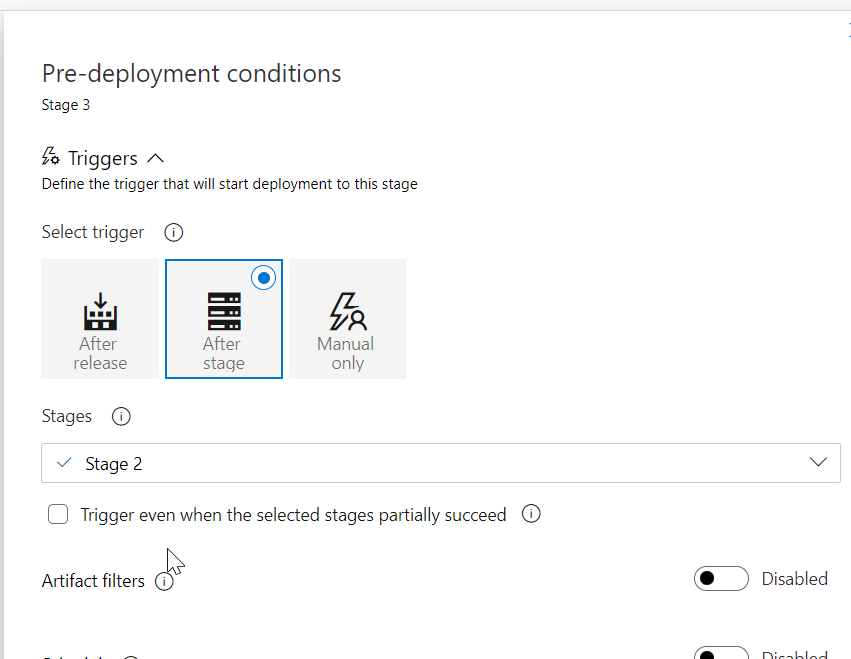 Pre-deployment conditions
Stage 3
Triggers
Define the trigger that will start deployment to this stage
Select trigger
After
release
After
stage
Manual
only
Stages
Stage 2
Trigger even when the selected stages partially succeed
Artifact filters
Disabled
Disabled